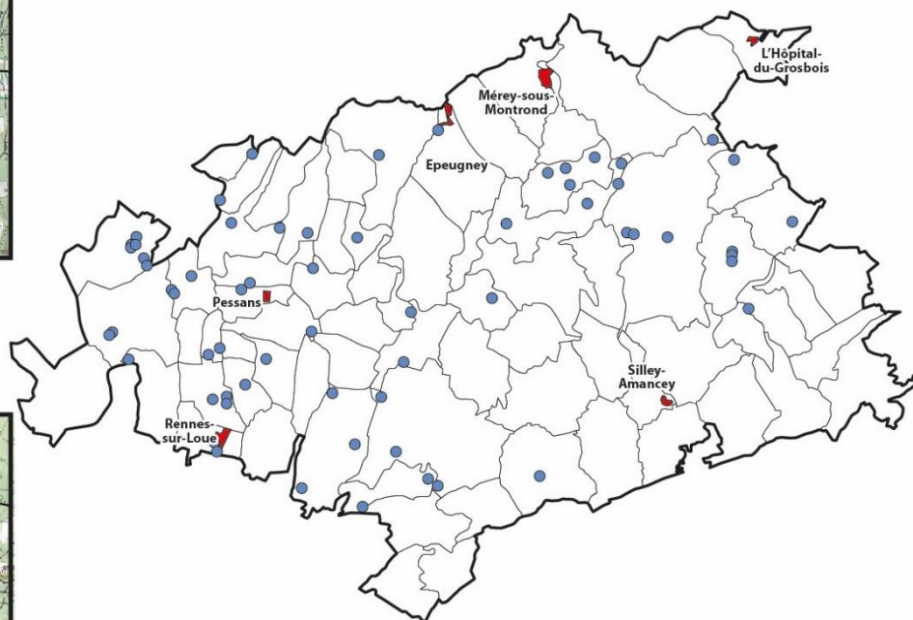 L'Hôpital-
du-Grosbois
Mérey-sous-
Montrond
Epeugney
Pessans
Silley-
Amancey
Rennes-
sur-Loue